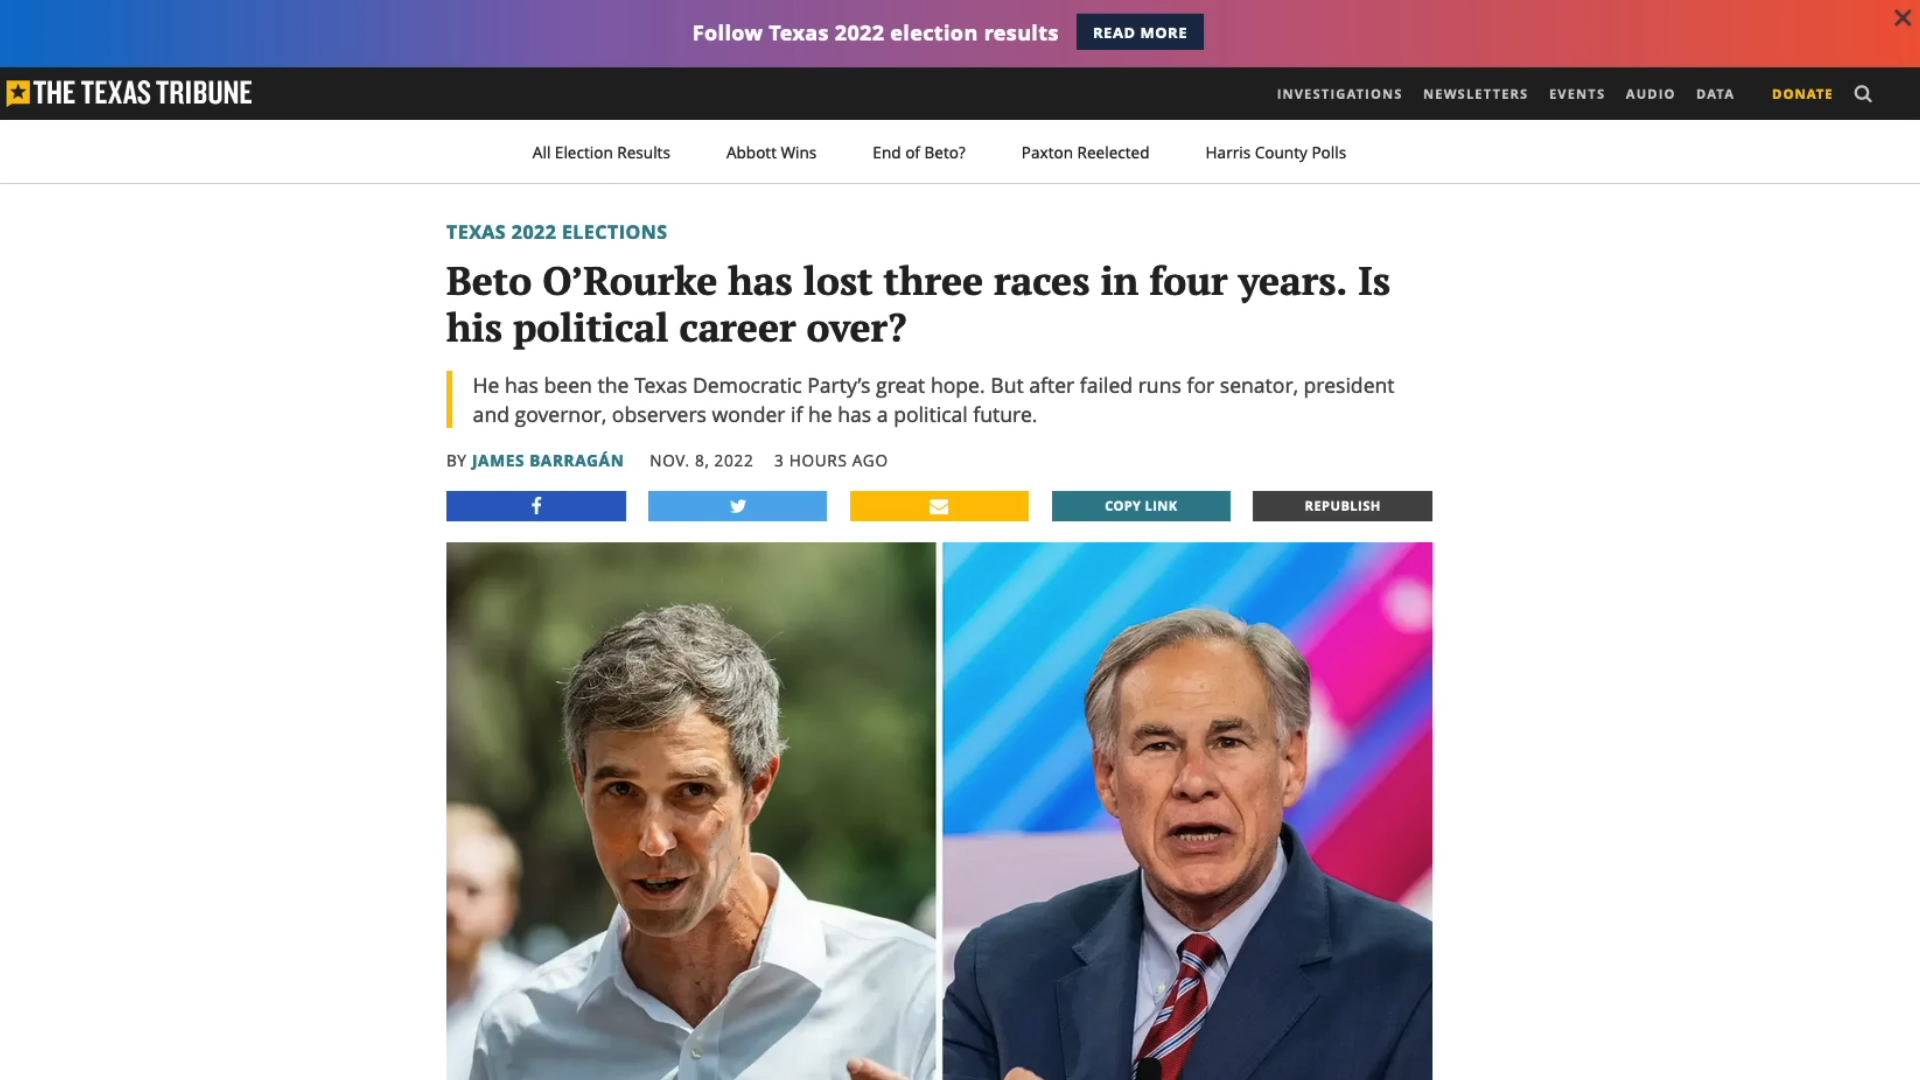 Follow Texas 2022 election results READ MORE
THE TEXAS TRIBUNE INVESTIGATIONS NEWSLETTERS EVENTS AUDIO DATA DONATE
All Election Results Abbott Wins End of Beto? Paxton Reelected Harris County Polls
TEXAS 2022 ELECTIONS
Beto O’Rourke has lost three races in four years. Is
his political career over?
He has been the Texas Democratic Party’s great hope. But after failed runs for senator, president
and governor, observers wonder if he has a political future.
BY JAMES BARRAGÁN NOV. 8, 2022 3 HOURS AGO
COPY LINK REPUBLISH